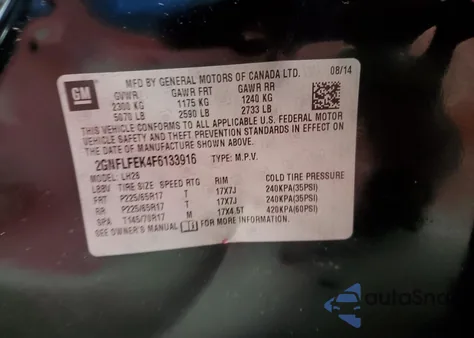 GM
MFD BY GENERAL MOTORS OF CANADA LTD. 08/14
GVWR GAWR FRT GAWR RR
2300 KG 1175 KG 1240 KG
5070 LB 2590 LB 2733 LB
THIS VEHICLE CONFORMS TO ALL APPLICABLE U.S. FEDERAL MOTOR
VEHICLE SAFETY AND THEFT PREVENTION STANDARDS IN EFFECT ON
THE DATE OF MANUFACTURE SHOWN ABOVE.
2GNFLFEK4F6133916 TYPE: M.P.V.
LH26
LBBV TIRE SIZE SPEED RTG RIM COLD TIRE PRESSURE
FRT P225/65R17 T 17X7J 240KPA(35PSI)
RR P225/65R17 T 17X7J 240KPA(35PSI)
SPA T145/70R17 M 17X4.5T 420KPA(60PSI)
SEE OWNER'S MANUAL FOR MORE INFORMATION.
autoSna